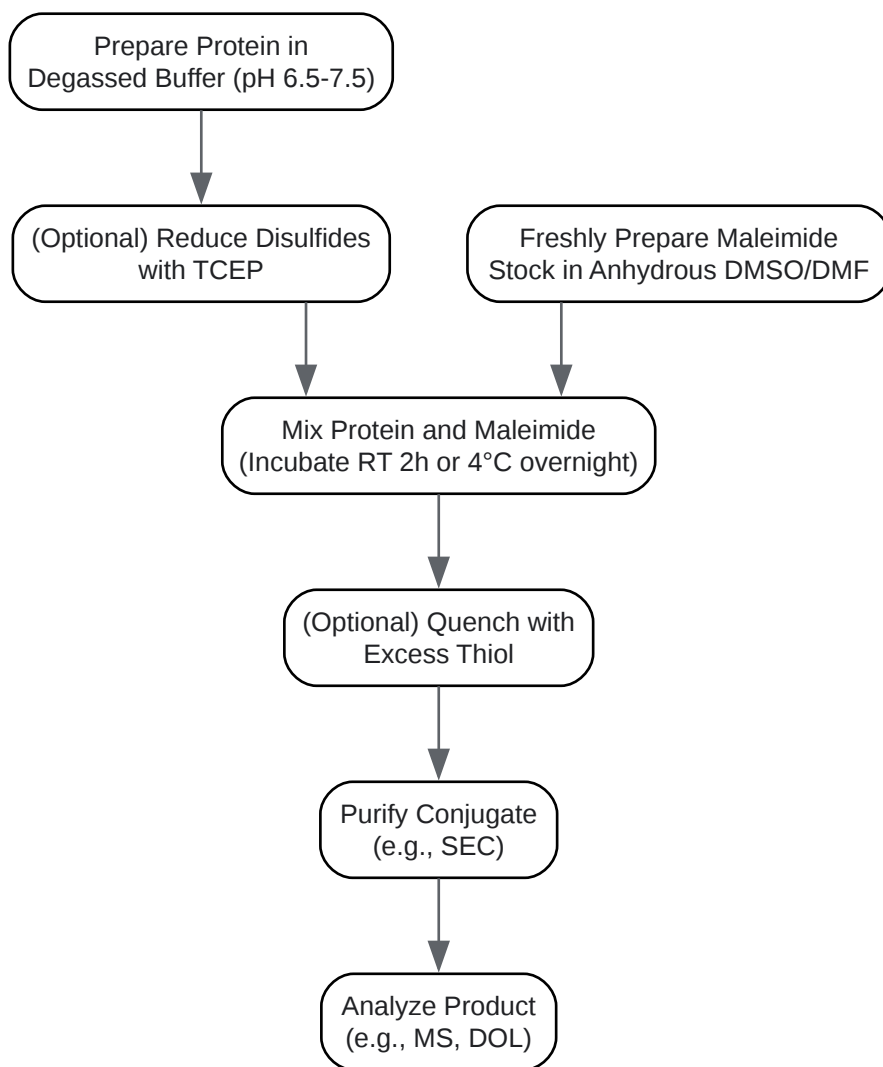 Prepare Protein in
Degassed Buffer (pH 6.5-7.5)
(Optional) Reduce Disulfides
with TCEP
Freshly Prepare Maleimide
Stock in Anhydrous DMSO/DMF
Mix Protein and Maleimide
(Incubate RT 2h or 4°C overnight)
(Optional) Quench with
Excess Thiol
Purify Conjugate
(e.g., SEC)
Analyze Product
(e.g., MS, DOL)